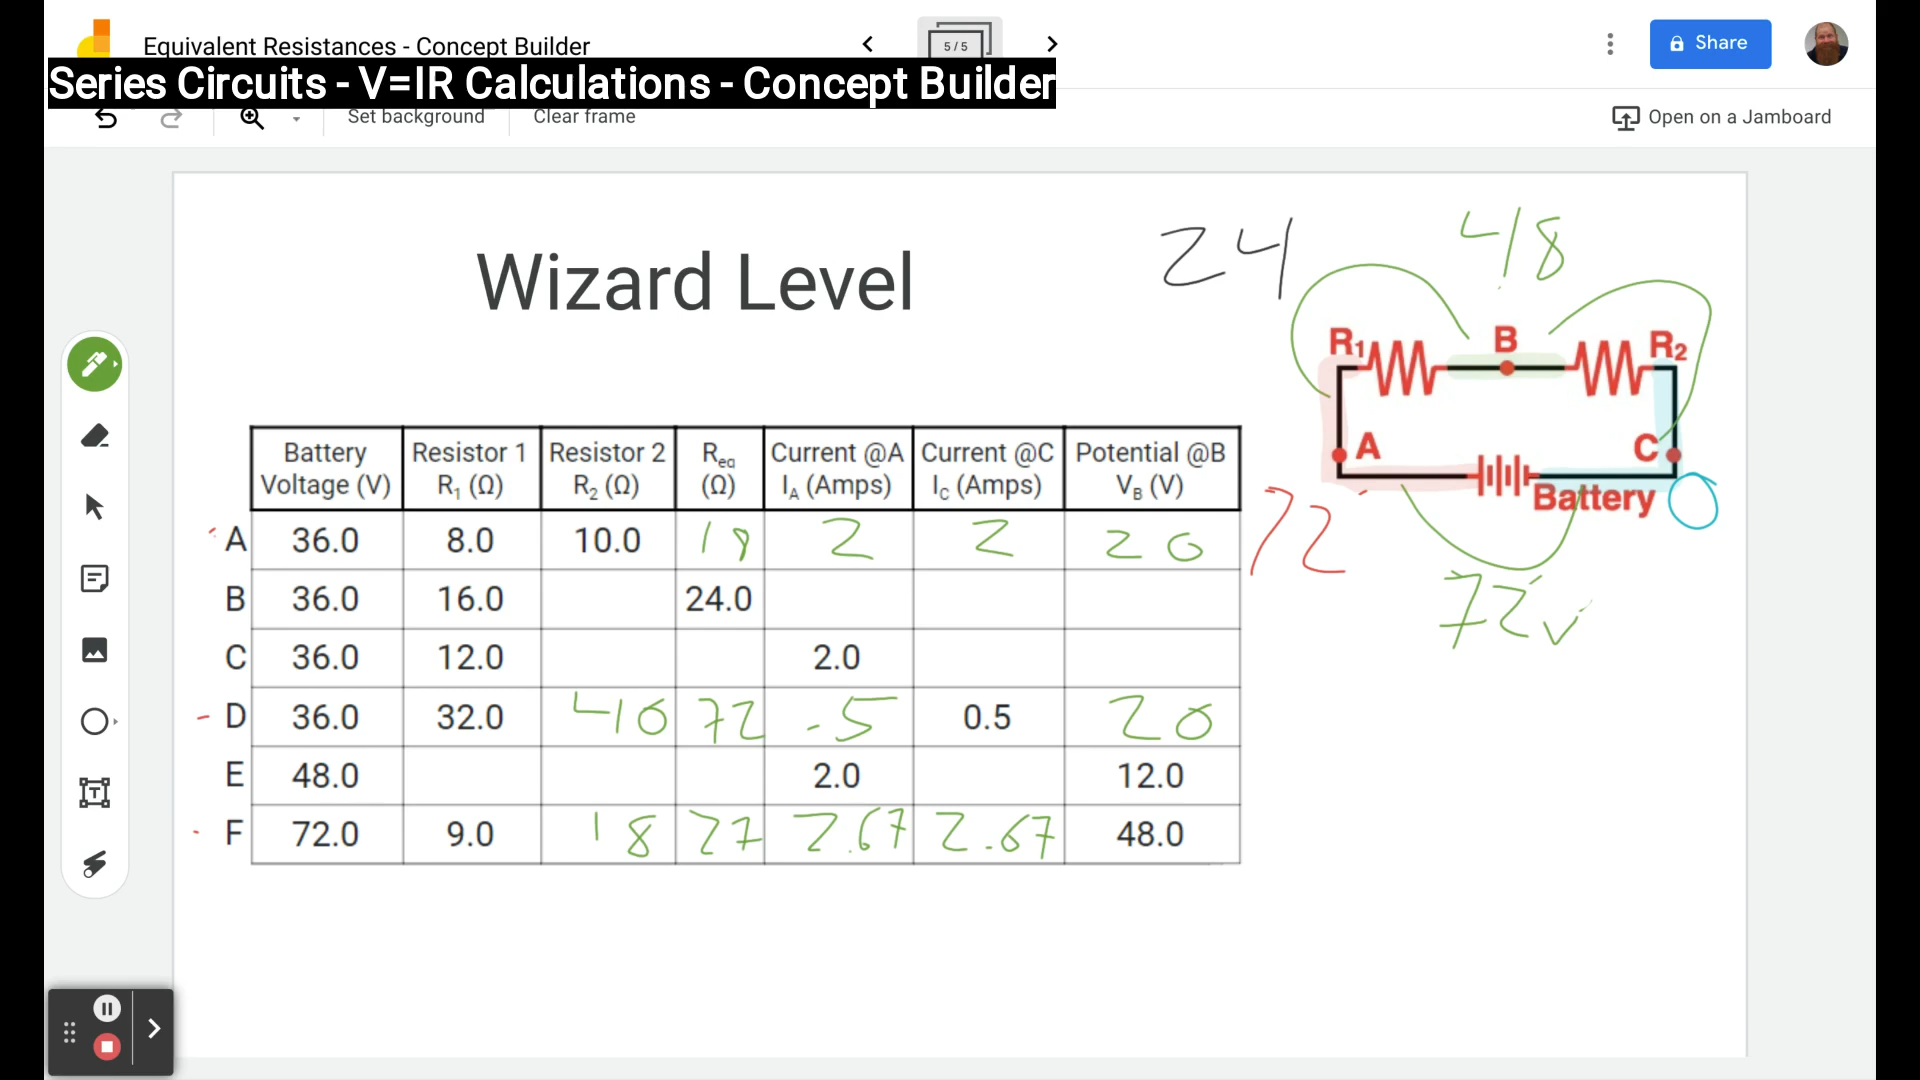 Equivalent Resistances - Concept Builder
5 / 5
Share
Series Circuits - V=IR Calculations - Concept Builder
Set background
Clear frame
Open on a Jamboard
Wizard Level
24
48
R1
B
R2
A
C
Battery
72
72v
Battery Voltage (V) Resistor 1 R₁ (Ω) Resistor 2 R₂ (Ω) Req (Ω) Current @A IA (Amps) Current @C IC (Amps) Potential @B VB (V)
A 36.0 8.0 10.0 18 2 2 20
B 36.0 16.0 24.0
C 36.0 12.0 2.0
D 36.0 32.0 40 72 .5 0.5 20
E 48.0 2.0 12.0
F 72.0 9.0 18 27 2.67 2.67 48.0